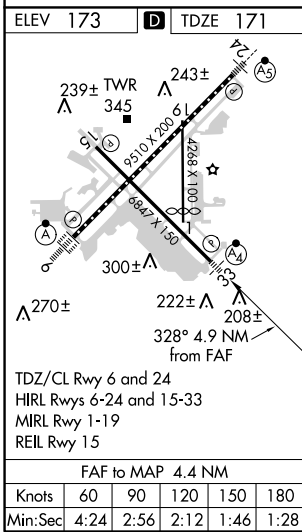 ELEV 173 D TDZE 171
239± TWR 345
243±
24
A5
P
15
P
19
9510 X 200
4268 X 100
6847 X 150
P
A
6
1
P
A4
33
300±
270±
222±
208±
328° 4.9 NM
from FAF
TDZ/CL Rwy 6 and 24
HIRL Rwys 6-24 and 15-33
MIRL Rwy 1-19
REIL Rwy 15
FAF to MAP 4.4 NM
Knots 60 90 120 150 180
Min:Sec 4:24 2:56 2:12 1:46 1:28